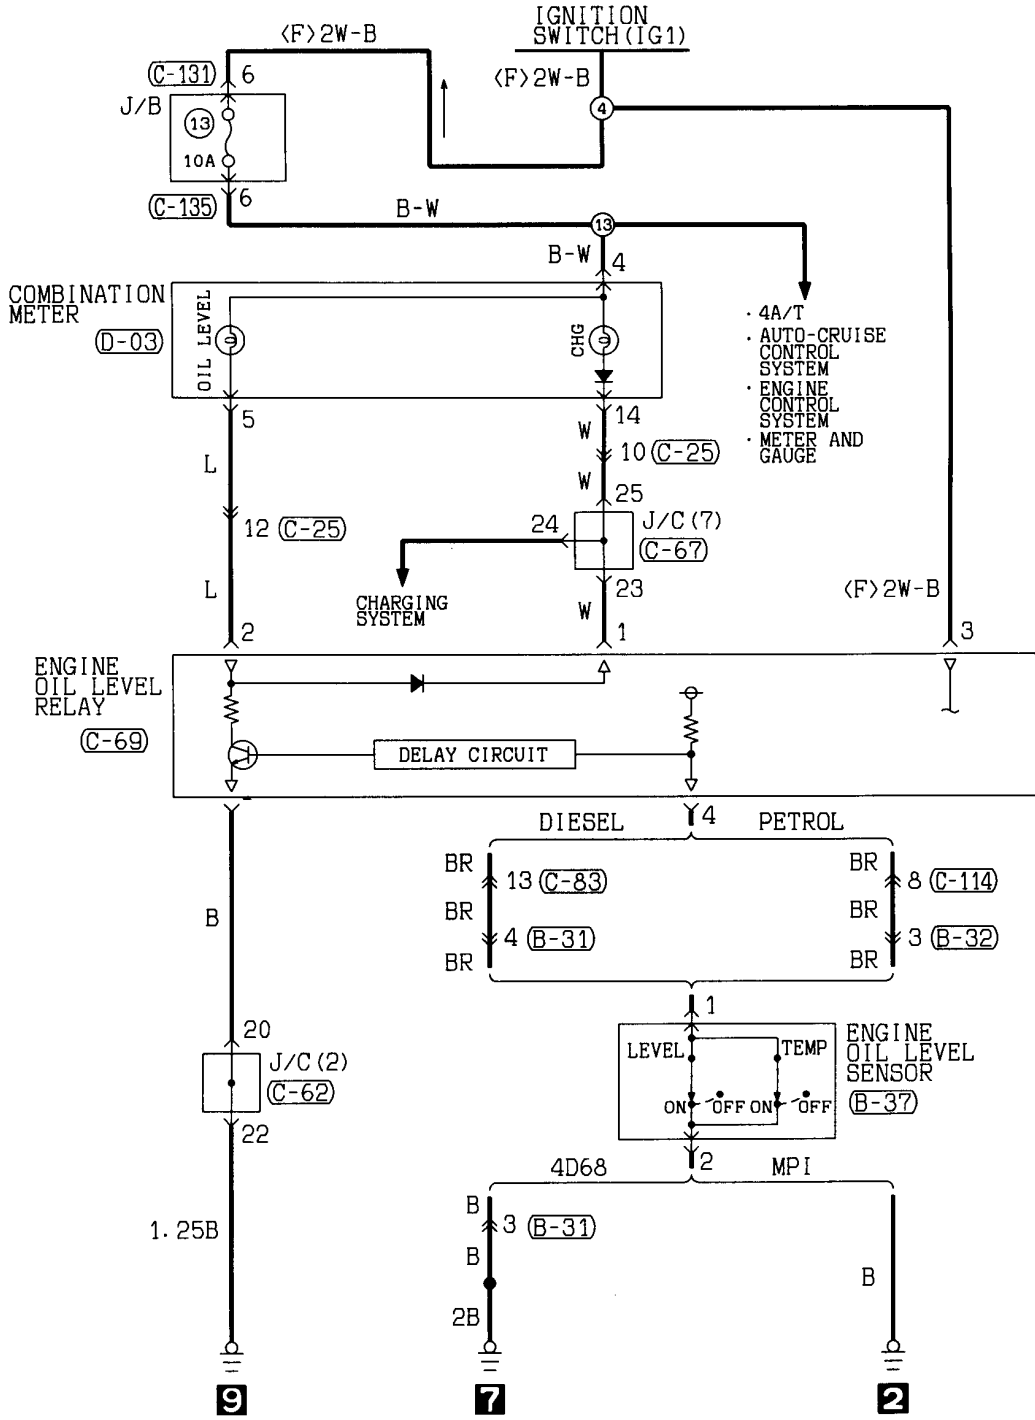 IGNITION
SWITCH(IG1)
<F>2W-B
<F>2W-B
(C-131) 6
4
J/B
13
10A
6
(C-135)
B-W
13
B-W
4
COMBINATION
METER
(D-03)
OIL LEVEL
CHG
· 4A/T
· AUTO-CRUISE
CONTROL
SYSTEM
· ENGINE
CONTROL
SYSTEM
· METER AND
GAUGE
5
14
W
L
10 (C-25)
W
25
12 (C-25)
24
J/C(7)
(C-67)
L
CHARGING
SYSTEM
23
W
<F>2W-B
2
1
3
ENGINE
OIL LEVEL
RELAY
(C-69)
DELAY CIRCUIT
4
DIESEL
PETROL
BR
13 (C-83)
BR
4 (B-31)
BR
BR
8 (C-114)
BR
3 (B-32)
BR
B
1
20
J/C(2)
(C-62)
22
LEVEL
TEMP
ON
OFF
ON
OFF
ENGINE
OIL LEVEL
SENSOR
(B-37)
2
4D68
MPI
1.25B
B
3 (B-31)
B
2B
B
9
7
2